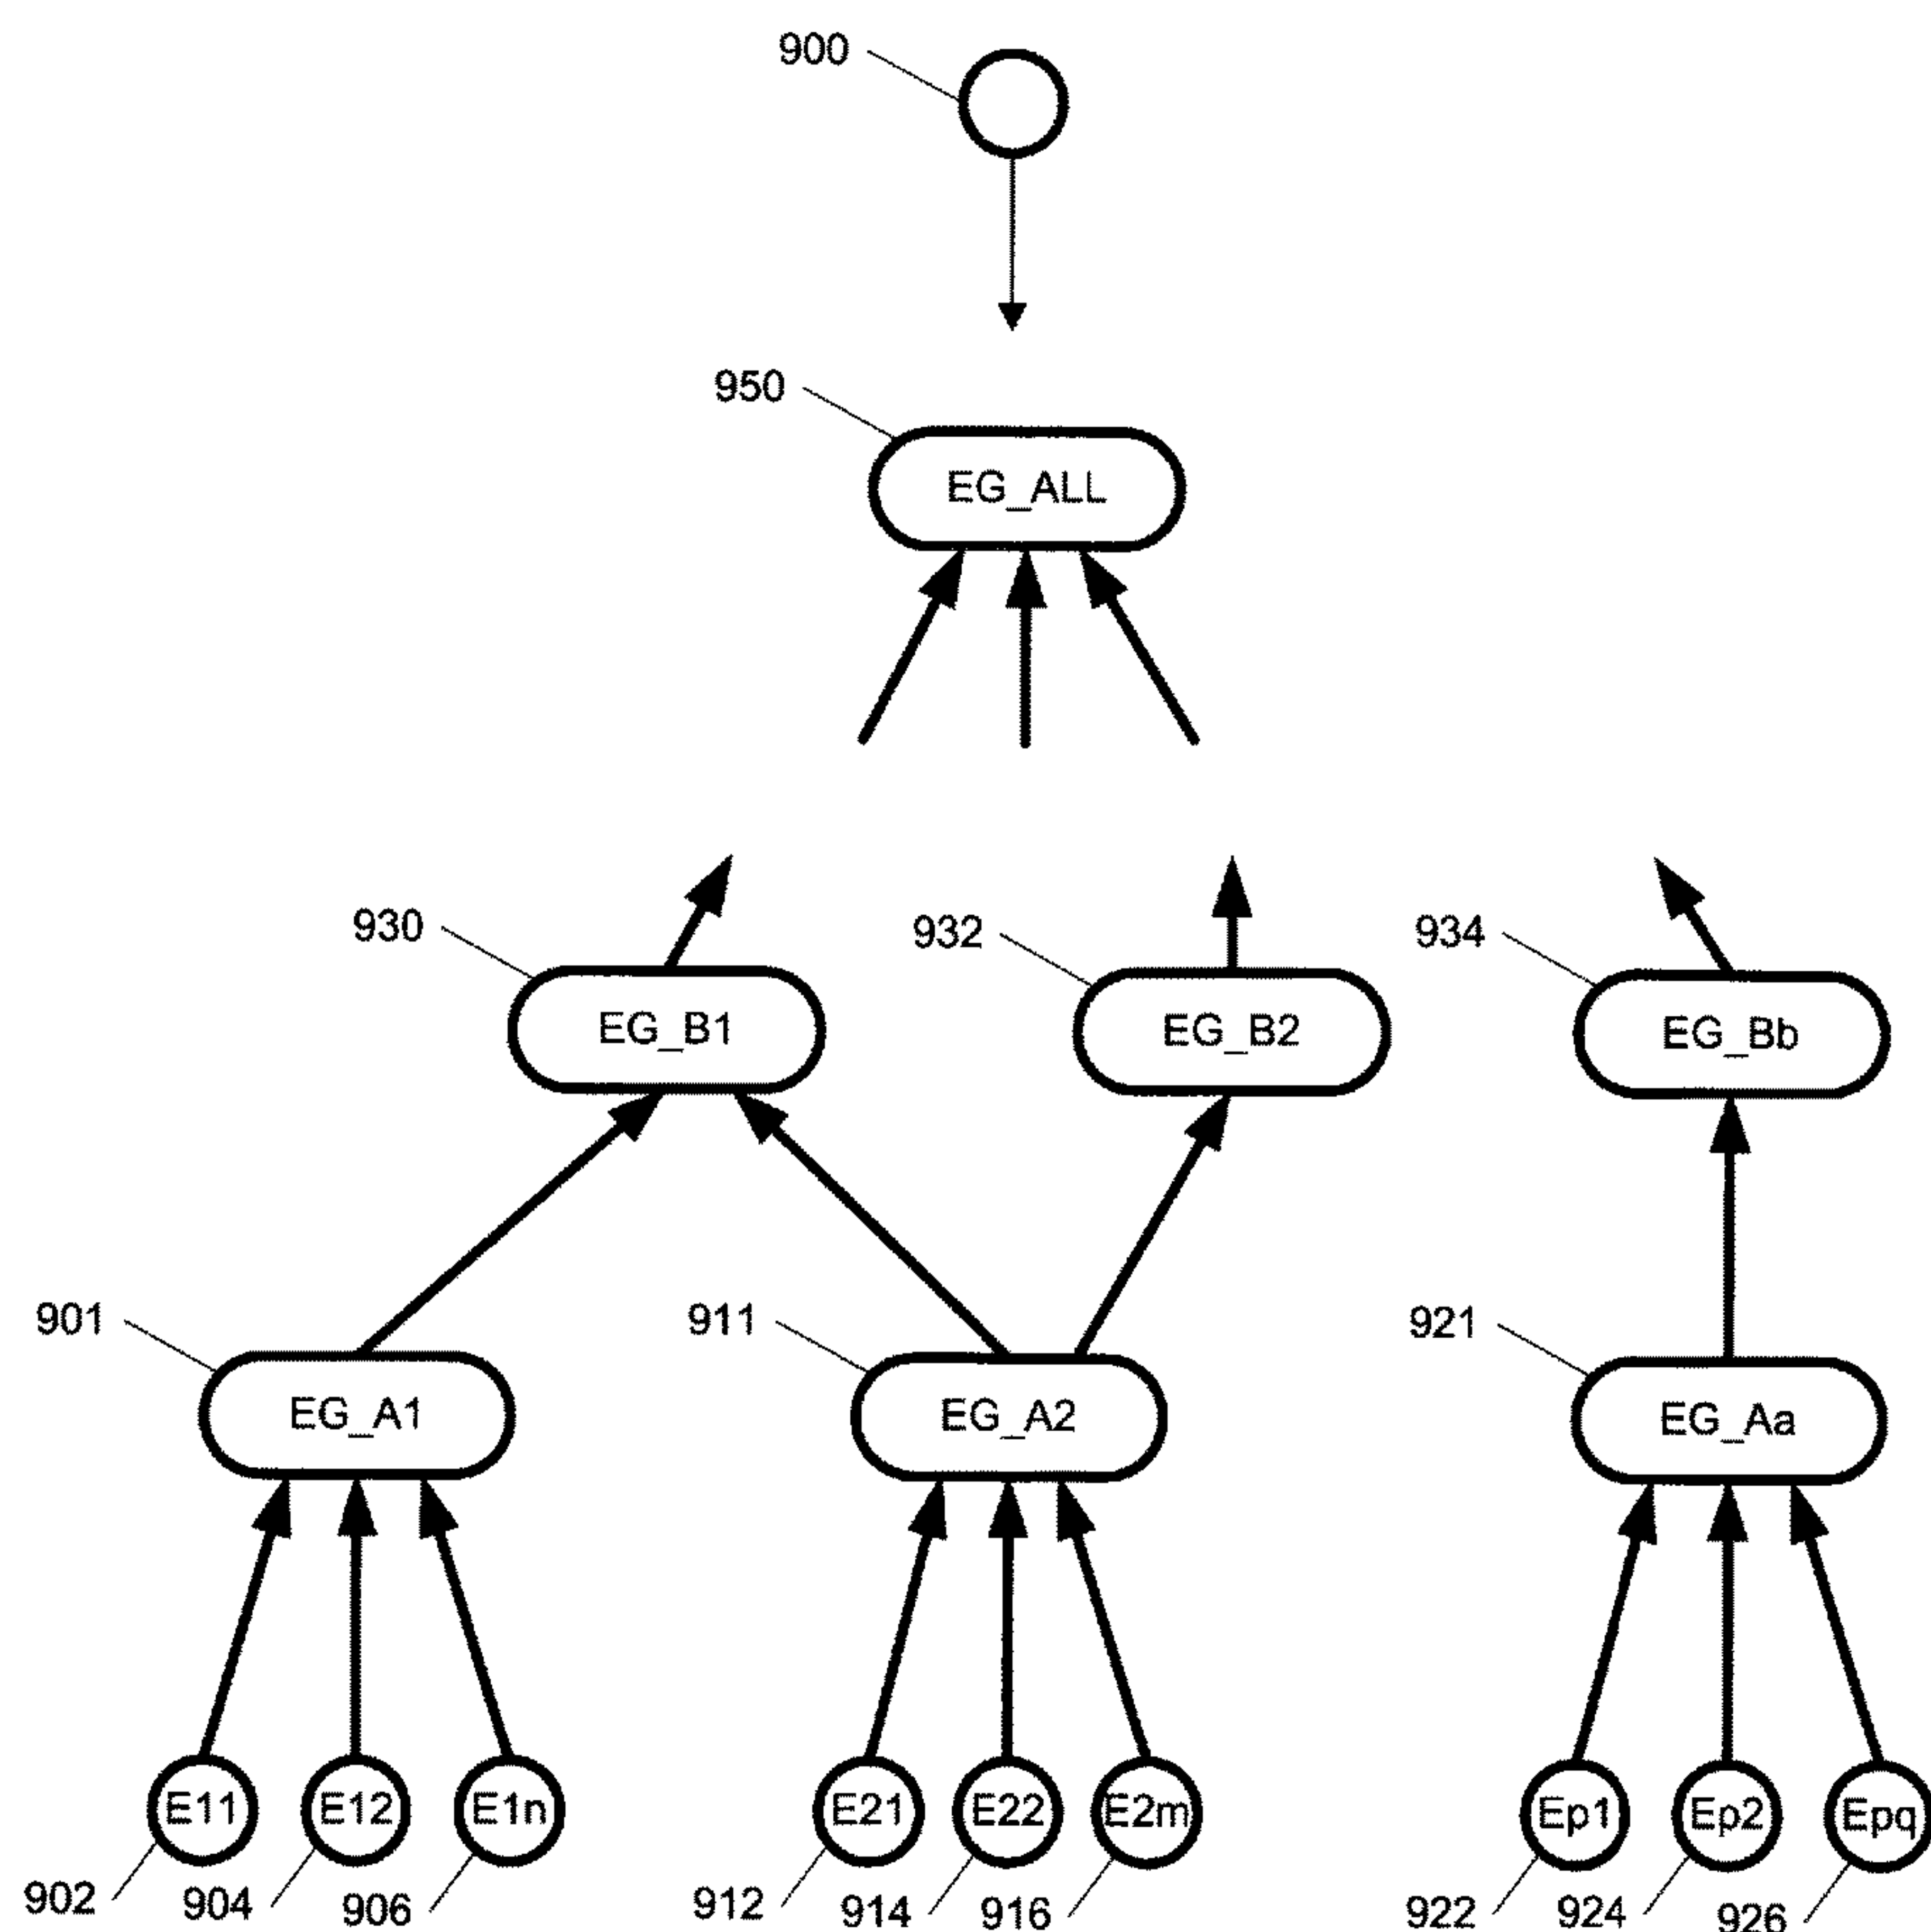 900
950
EG_ALL
930
932
934
EG_B1
EG_B2
EG_Bb
901
911
921
EG_A1
EG_A2
EG_Aa
E11
E12
E1n
E21
E22
E2m
Ep1
Ep2
Epq
902
904
906
912
914
916
922
924
926